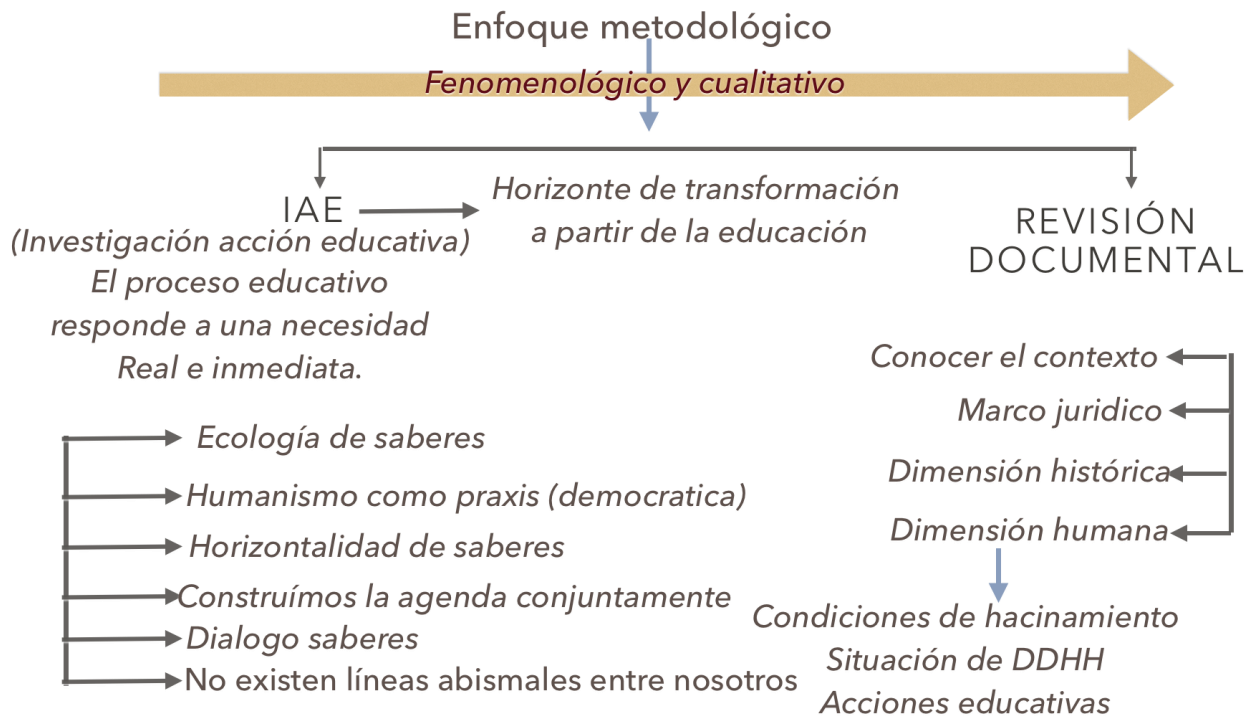 Enfoque metodológico
Fenomenológico y cualitativo
IAE
(Investigación acción educativa)
El proceso educativo
responde a una necesidad
Real e inmediata.
Horizonte de transformación
a partir de la educación
REVISIÓN
DOCUMENTAL
Ecología de saberes
Humanismo como praxis (democratica)
Horizontalidad de saberes
Construímos la agenda conjuntamente
Dialogo saberes
No existen líneas abismales entre nosotros
Conocer el contexto
Marco juridico
Dimensión histórica
Dimensión humana
Condiciones de hacinamiento
Situación de DDHH
Acciones educativas